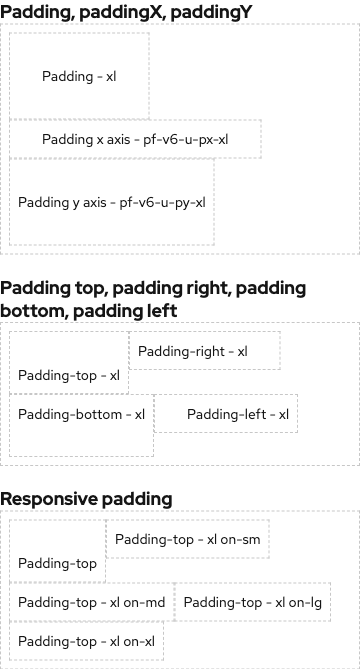 Padding, paddingX, paddingY
Padding - xl
Padding x axis - pf-v6-u-px-xl
Padding y axis - pf-v6-u-py-xl
Padding top, padding right, padding
bottom, padding left
Padding-top - xl
Padding-right - xl
Padding-bottom - xl
Padding-left - xl
Responsive padding
Padding-top
Padding-top - xl on-sm
Padding-top - xl on-md
Padding-top - xl on-lg
Padding-top - xl on-xl